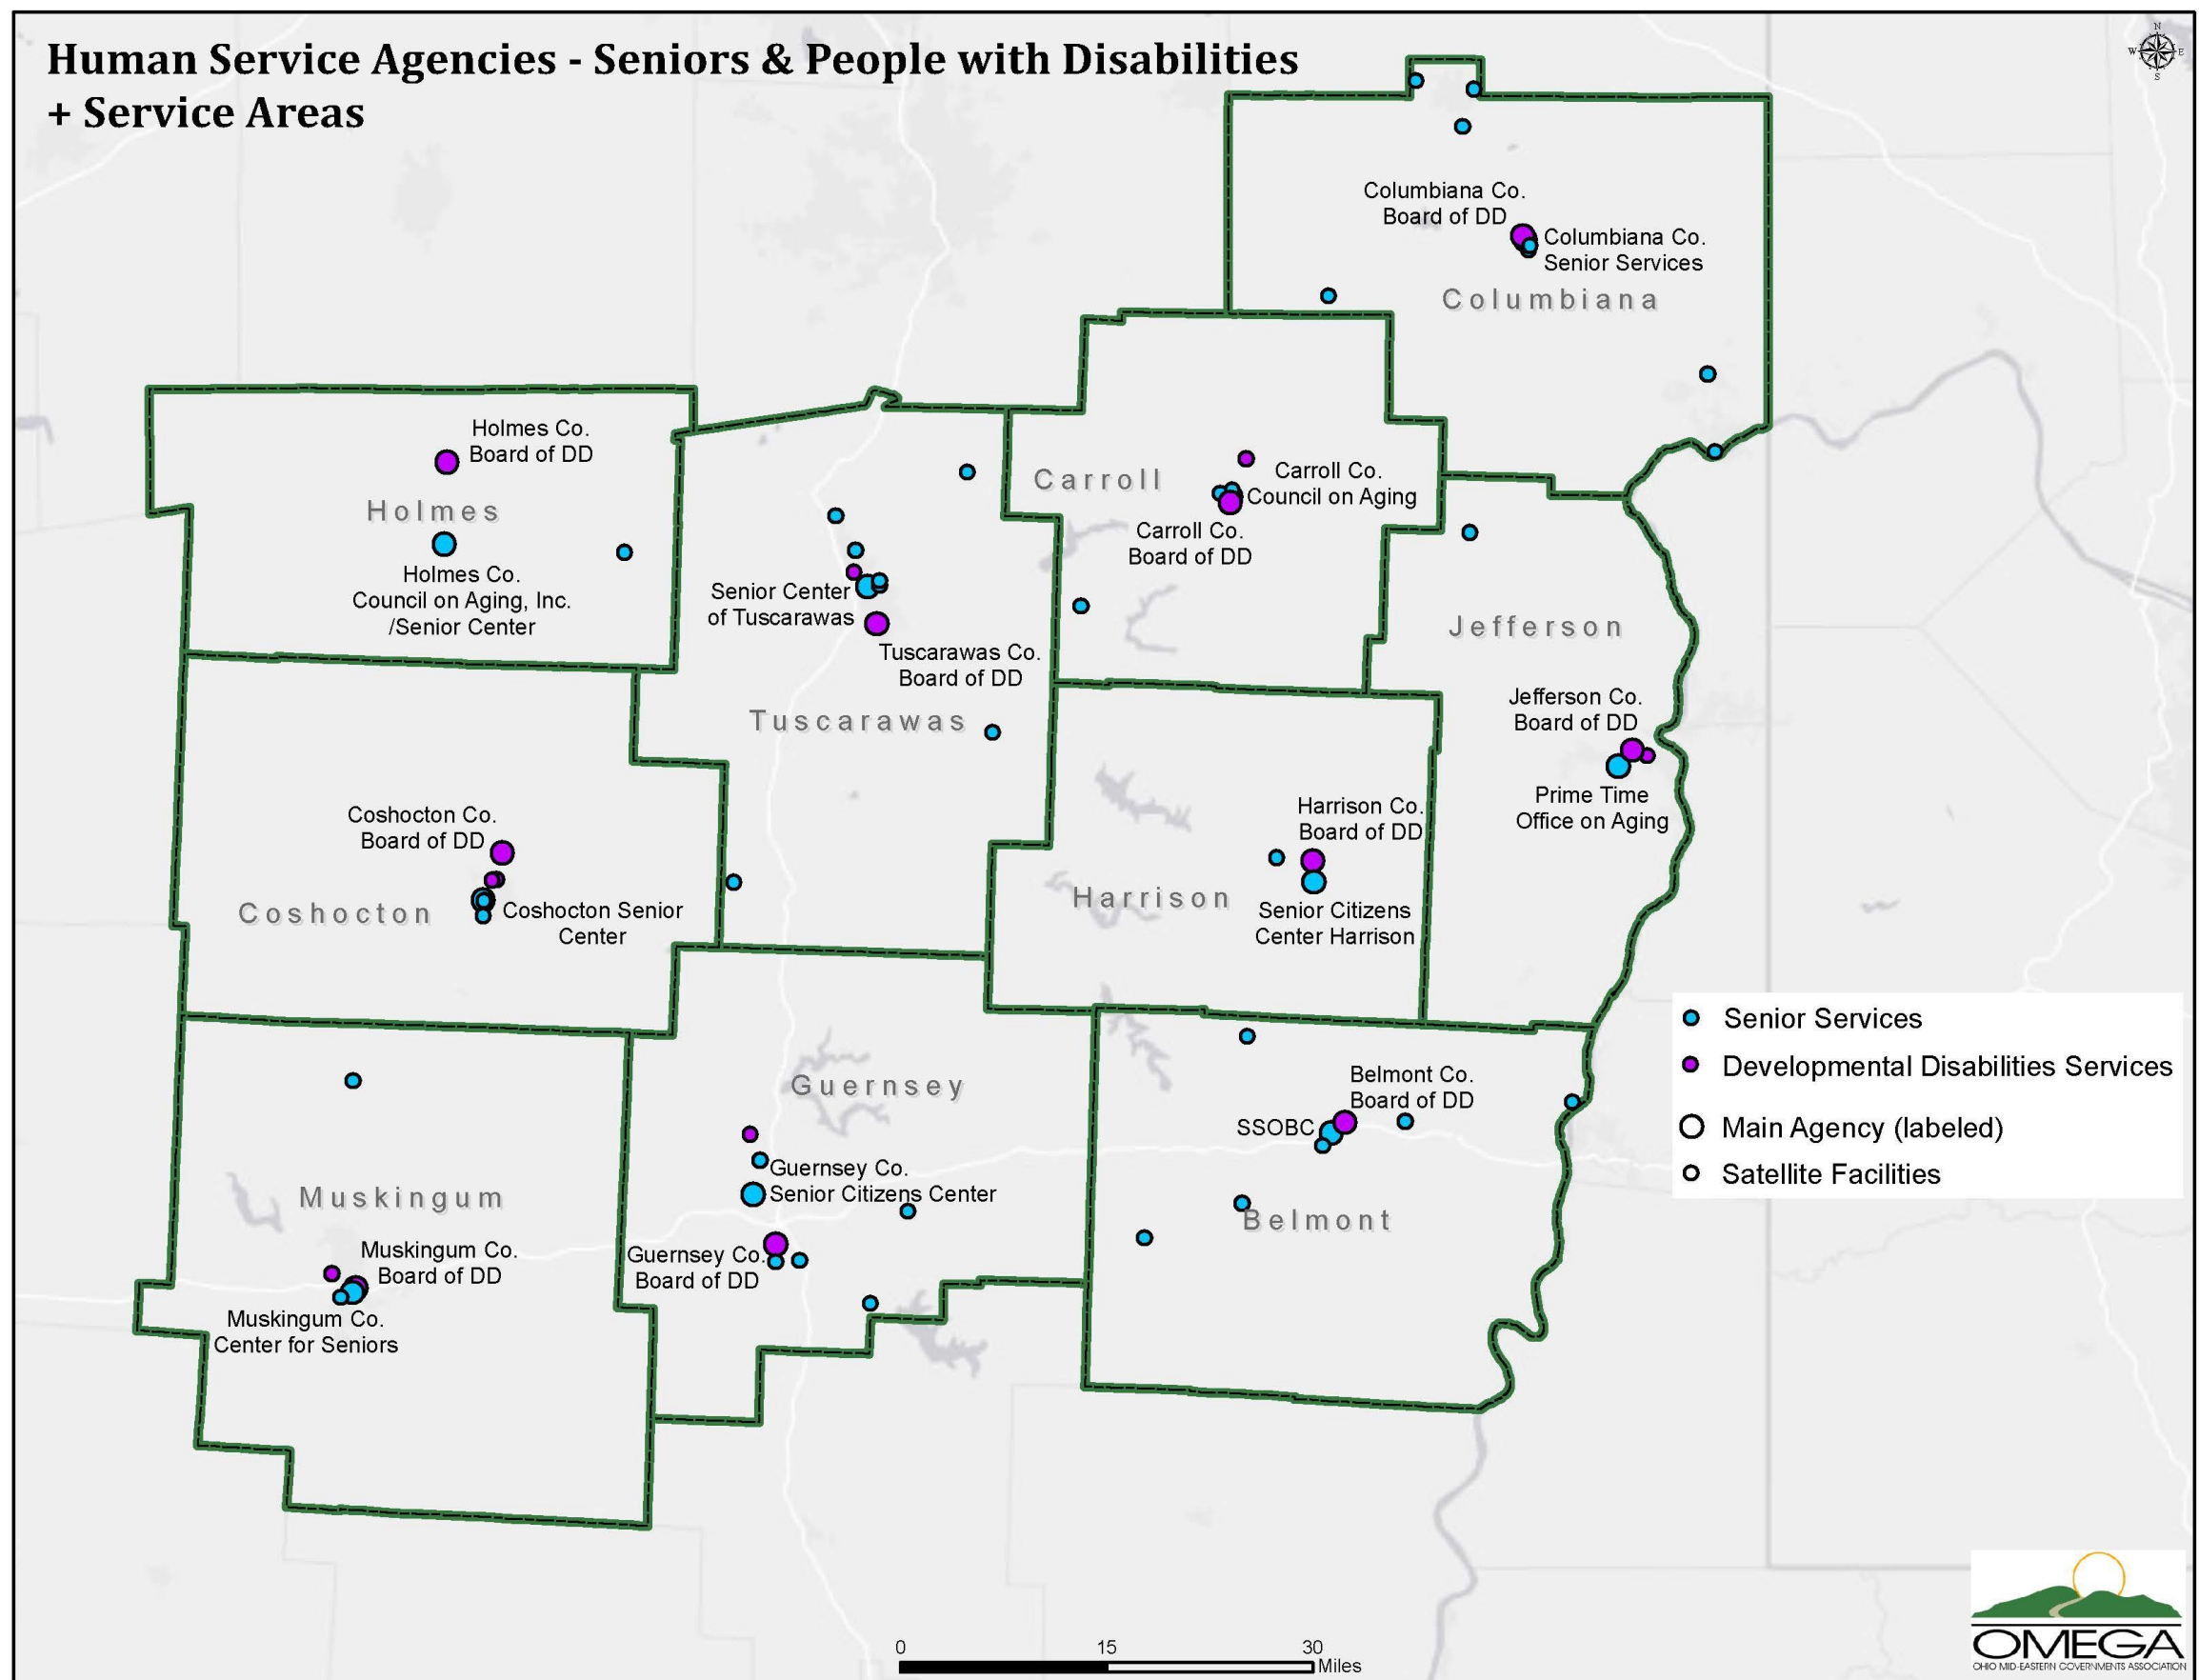 Human Service Agencies - Seniors & People with Disabilities
+ Service Areas
N
W
E
S
Columbiana Co.
Board of DD
Columbiana Co.
Senior Services
Columbiana
Holmes Co.
Board of DD
Holmes
Holmes Co.
Council on Aging, Inc.
/Senior Center
Carroll
Carroll Co.
Council on Aging
Carroll Co.
Board of DD
Senior Center
of Tuscarawas
Tuscarawas Co.
Board of DD
Tuscarawas
Jefferson
Jefferson Co.
Board of DD
Prime Time
Office on Aging
Coshocton Co.
Board of DD
Coshocton
Coshocton Senior
Center
Harrison Co.
Board of DD
Harrison
Senior Citizens
Center Harrison
Guernsey
Guernsey Co.
Senior Citizens Center
Guernsey Co.
Board of DD
Belmont Co.
Board of DD
SSOBC
Belmont
Muskingum
Muskingum Co.
Board of DD
Muskingum Co.
Center for Seniors
Senior Services
Developmental Disabilities Services
Main Agency (labeled)
Satellite Facilities
0 15 30
Miles
OMEGA
OHIO MID-EASTERN GOVERNMENTS ASSOCIATION